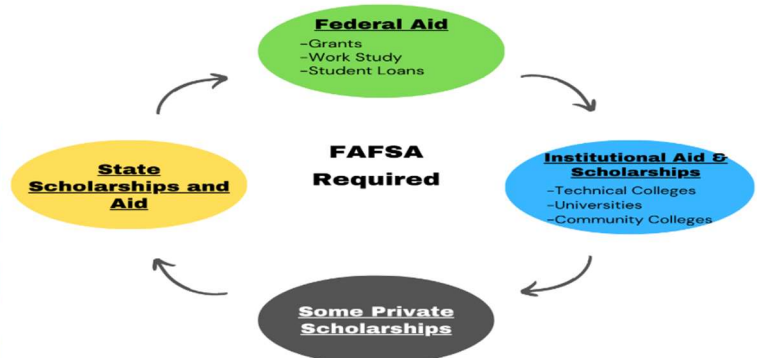 Federal Aid
-Grants
-Work Study
-Student Loans
FAFSA
Required
Institutional Aid &
Scholarships
-Technical Colleges
-Universities
-Community Colleges
Some Private
Scholarships
State
Scholarships and
Aid